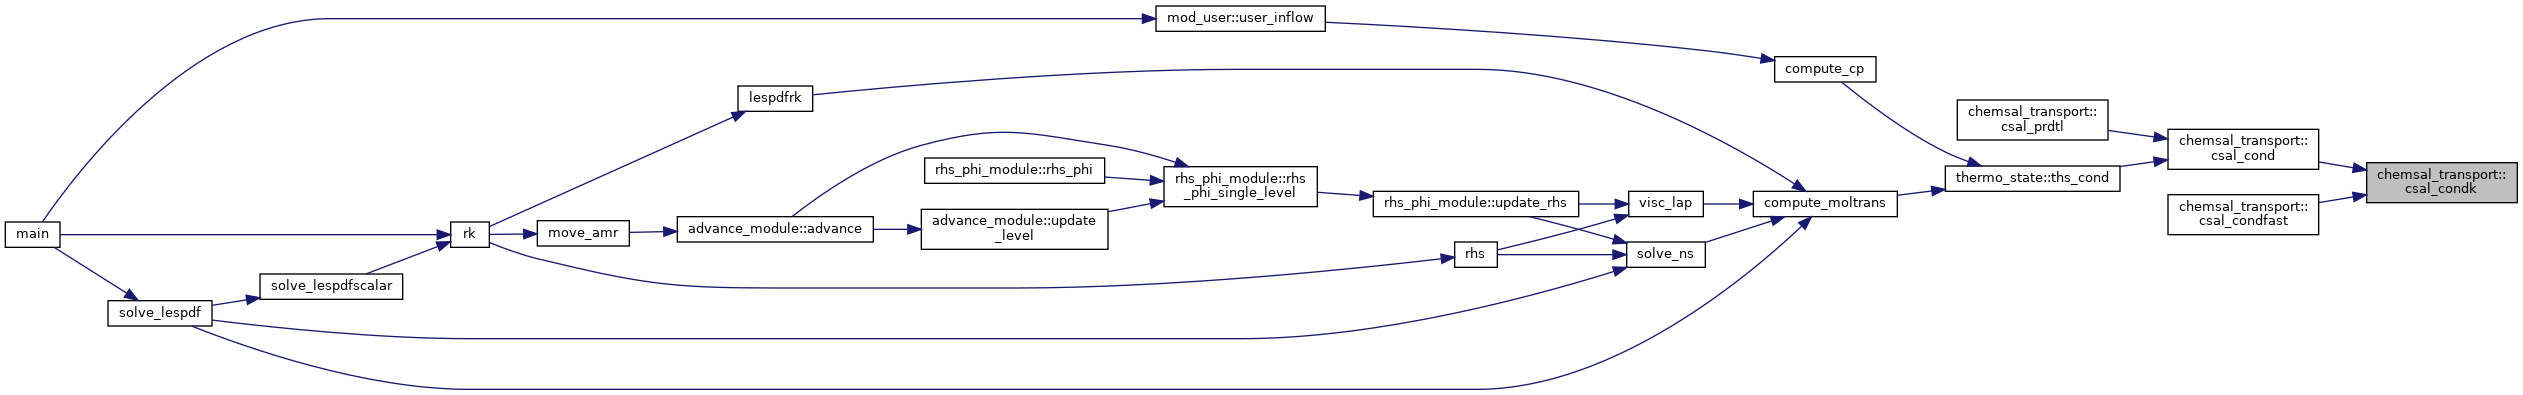 mod_user::user_inflow
compute_cp
lespdfrk
chemsal_transport::
csal_prdtl
chemsal_transport::
csal_cond
rhs_phi_module::rhs_phi
rhs_phi_module::rhs
_phi_single_level
thermo_state::ths_cond
chemsal_transport::
csal_condk
rhs_phi_module::update_rhs
visc_lap
compute_moltrans
chemsal_transport::
csal_condfast
advance_module::update
_level
advance_module::advance
move_amr
rk
main
rhs
solve_ns
solve_lespdfscalar
solve_lespdf